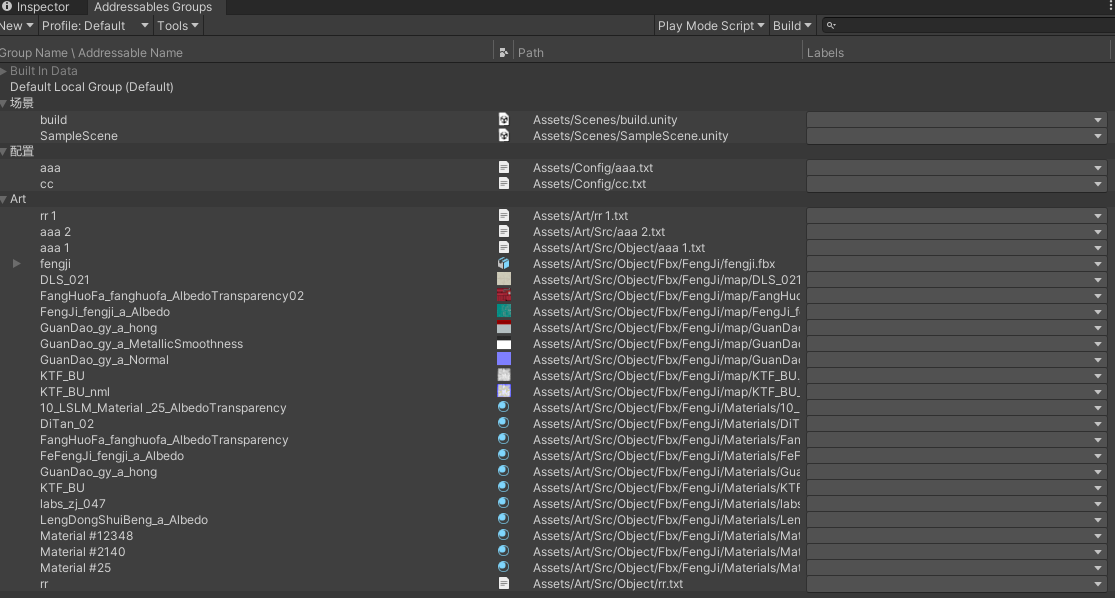 Inspector Addressables Groups
New Profile: Default Tools Play Mode Script Build
Group Name \ Addressable Name Path Labels
Built In Data
Default Local Group (Default)
场景
build Assets/Scenes/build.unity
SampleScene Assets/Scenes/SampleScene.unity
配置
aaa Assets/Config/aaa.txt
cc Assets/Config/cc.txt
Art
rr 1 Assets/Art/rr 1.txt
aaa 2 Assets/Art/Src/aaa 2.txt
aaa 1 Assets/Art/Src/Object/aaa 1.txt
fengji Assets/Art/Src/Object/Fbx/FengJi/fengji.fbx
DLS_021 Assets/Art/Src/Object/Fbx/FengJi/map/DLS_021
FangHuoFa_fanghuofa_AlbedoTransparency02 Assets/Art/Src/Object/Fbx/FengJi/map/FangHuo
FengJi_fengji_a_Albedo Assets/Art/Src/Object/Fbx/FengJi/map/FengJi_f
GuanDao_gy_a_hong Assets/Art/Src/Object/Fbx/FengJi/map/GuanDao
GuanDao_gy_a_MetallicSmoothness Assets/Art/Src/Object/Fbx/FengJi/map/GuanDao
GuanDao_gy_a_Normal Assets/Art/Src/Object/Fbx/FengJi/map/GuanDao
KTF_BU Assets/Art/Src/Object/Fbx/FengJi/map/KTF_BU.
KTF_BU_nml Assets/Art/Src/Object/Fbx/FengJi/map/KTF_BU_
10_LSLM_Material _25_AlbedoTransparency Assets/Art/Src/Object/Fbx/FengJi/Materials/10_
DiTan_02 Assets/Art/Src/Object/Fbx/FengJi/Materials/DiT
FangHuoFa_fanghuofa_AlbedoTransparency Assets/Art/Src/Object/Fbx/FengJi/Materials/Fan
FeFengJi_fengji_a_Albedo Assets/Art/Src/Object/Fbx/FengJi/Materials/FeF
GuanDao_gy_a_hong Assets/Art/Src/Object/Fbx/FengJi/Materials/Gua
KTF_BU Assets/Art/Src/Object/Fbx/FengJi/Materials/KTF
labs_zj_047 Assets/Art/Src/Object/Fbx/FengJi/Materials/labs
LengDongShuiBeng_a_Albedo Assets/Art/Src/Object/Fbx/FengJi/Materials/Len
Material #12348 Assets/Art/Src/Object/Fbx/FengJi/Materials/Mat
Material #2140 Assets/Art/Src/Object/Fbx/FengJi/Materials/Mat
Material #25 Assets/Art/Src/Object/Fbx/FengJi/Materials/Mat
rr Assets/Art/Src/Object/rr.txt